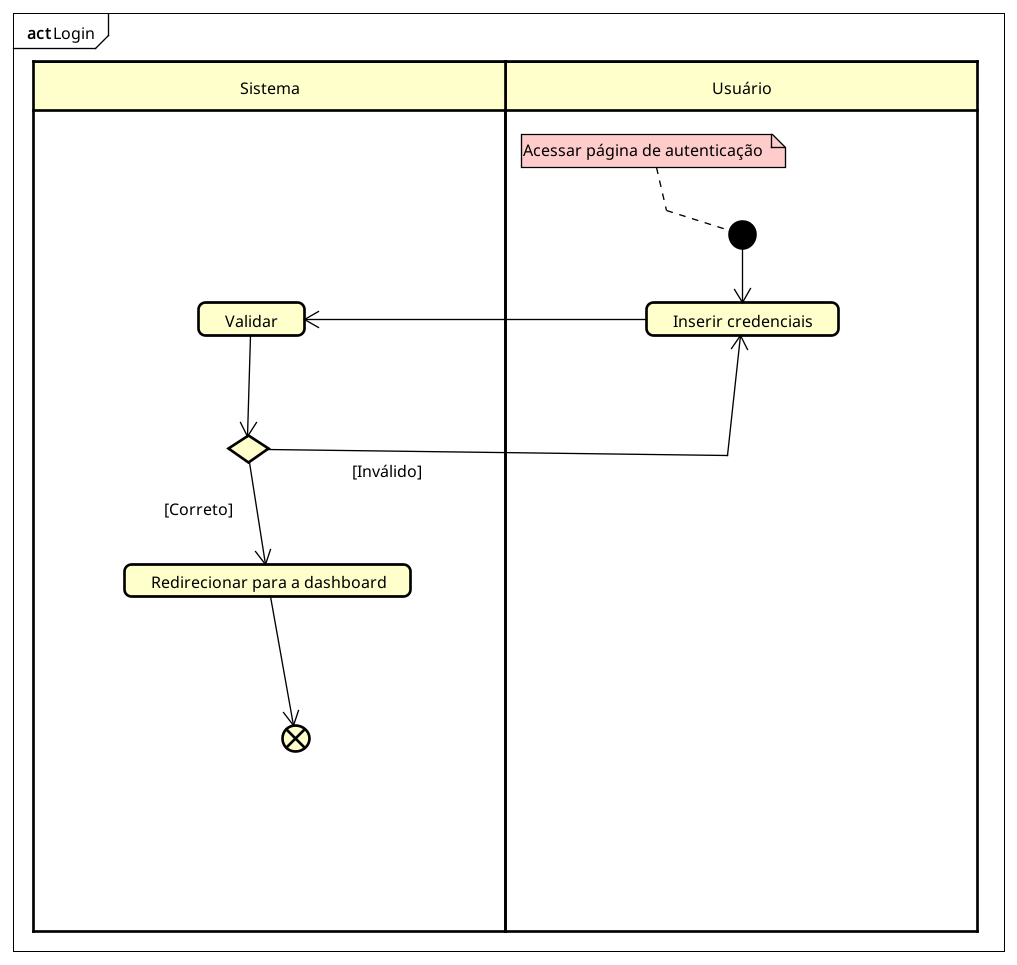 act Login
Sistema
Usuário
Acessar página de autenticação
Validar
Inserir credenciais
[Inválido]
[Correto]
Redirecionar para a dashboard